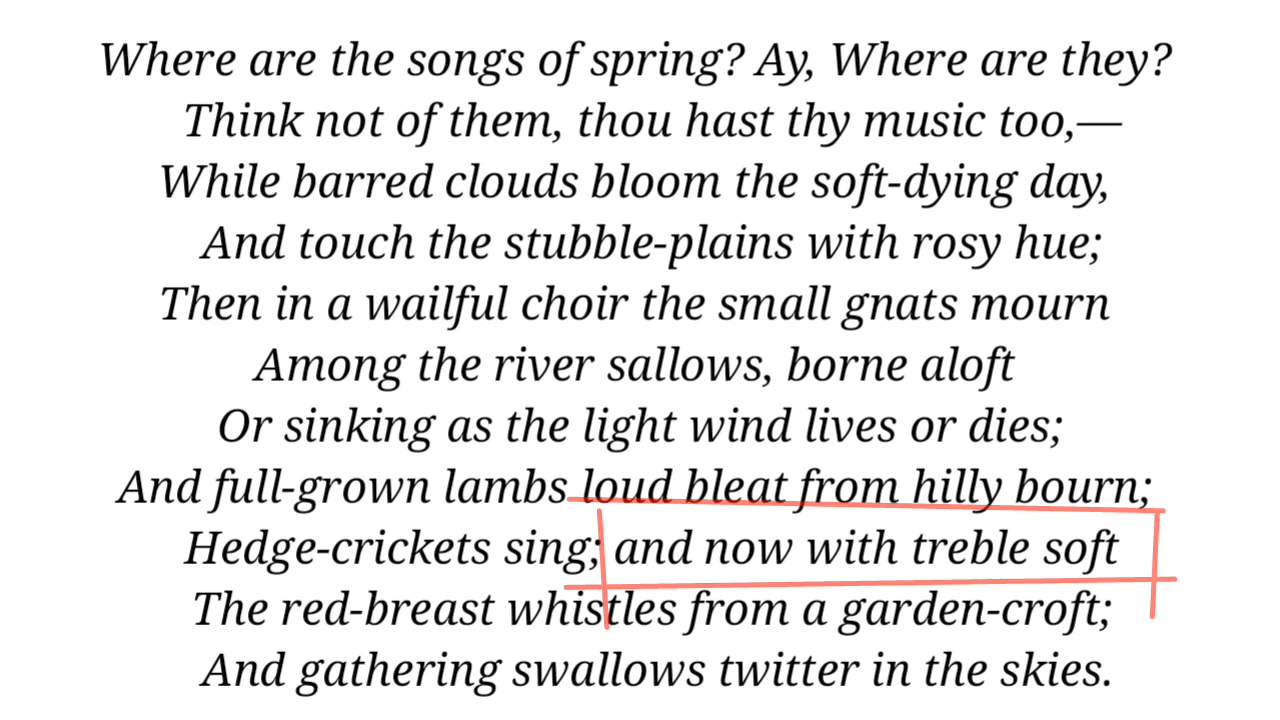 Where are the songs of spring? Ay, Where are they?
Think not of them, thou hast thy music too,—
While barred clouds bloom the soft-dying day,
And touch the stubble-plains with rosy hue;
Then in a wailful choir the small gnats mourn
Among the river sallows, borne aloft
Or sinking as the light wind lives or dies;
And full-grown lambs loud bleat from hilly bourn;
Hedge-crickets sing; and now with treble soft
The red-breast whistles from a garden-croft;
And gathering swallows twitter in the skies.